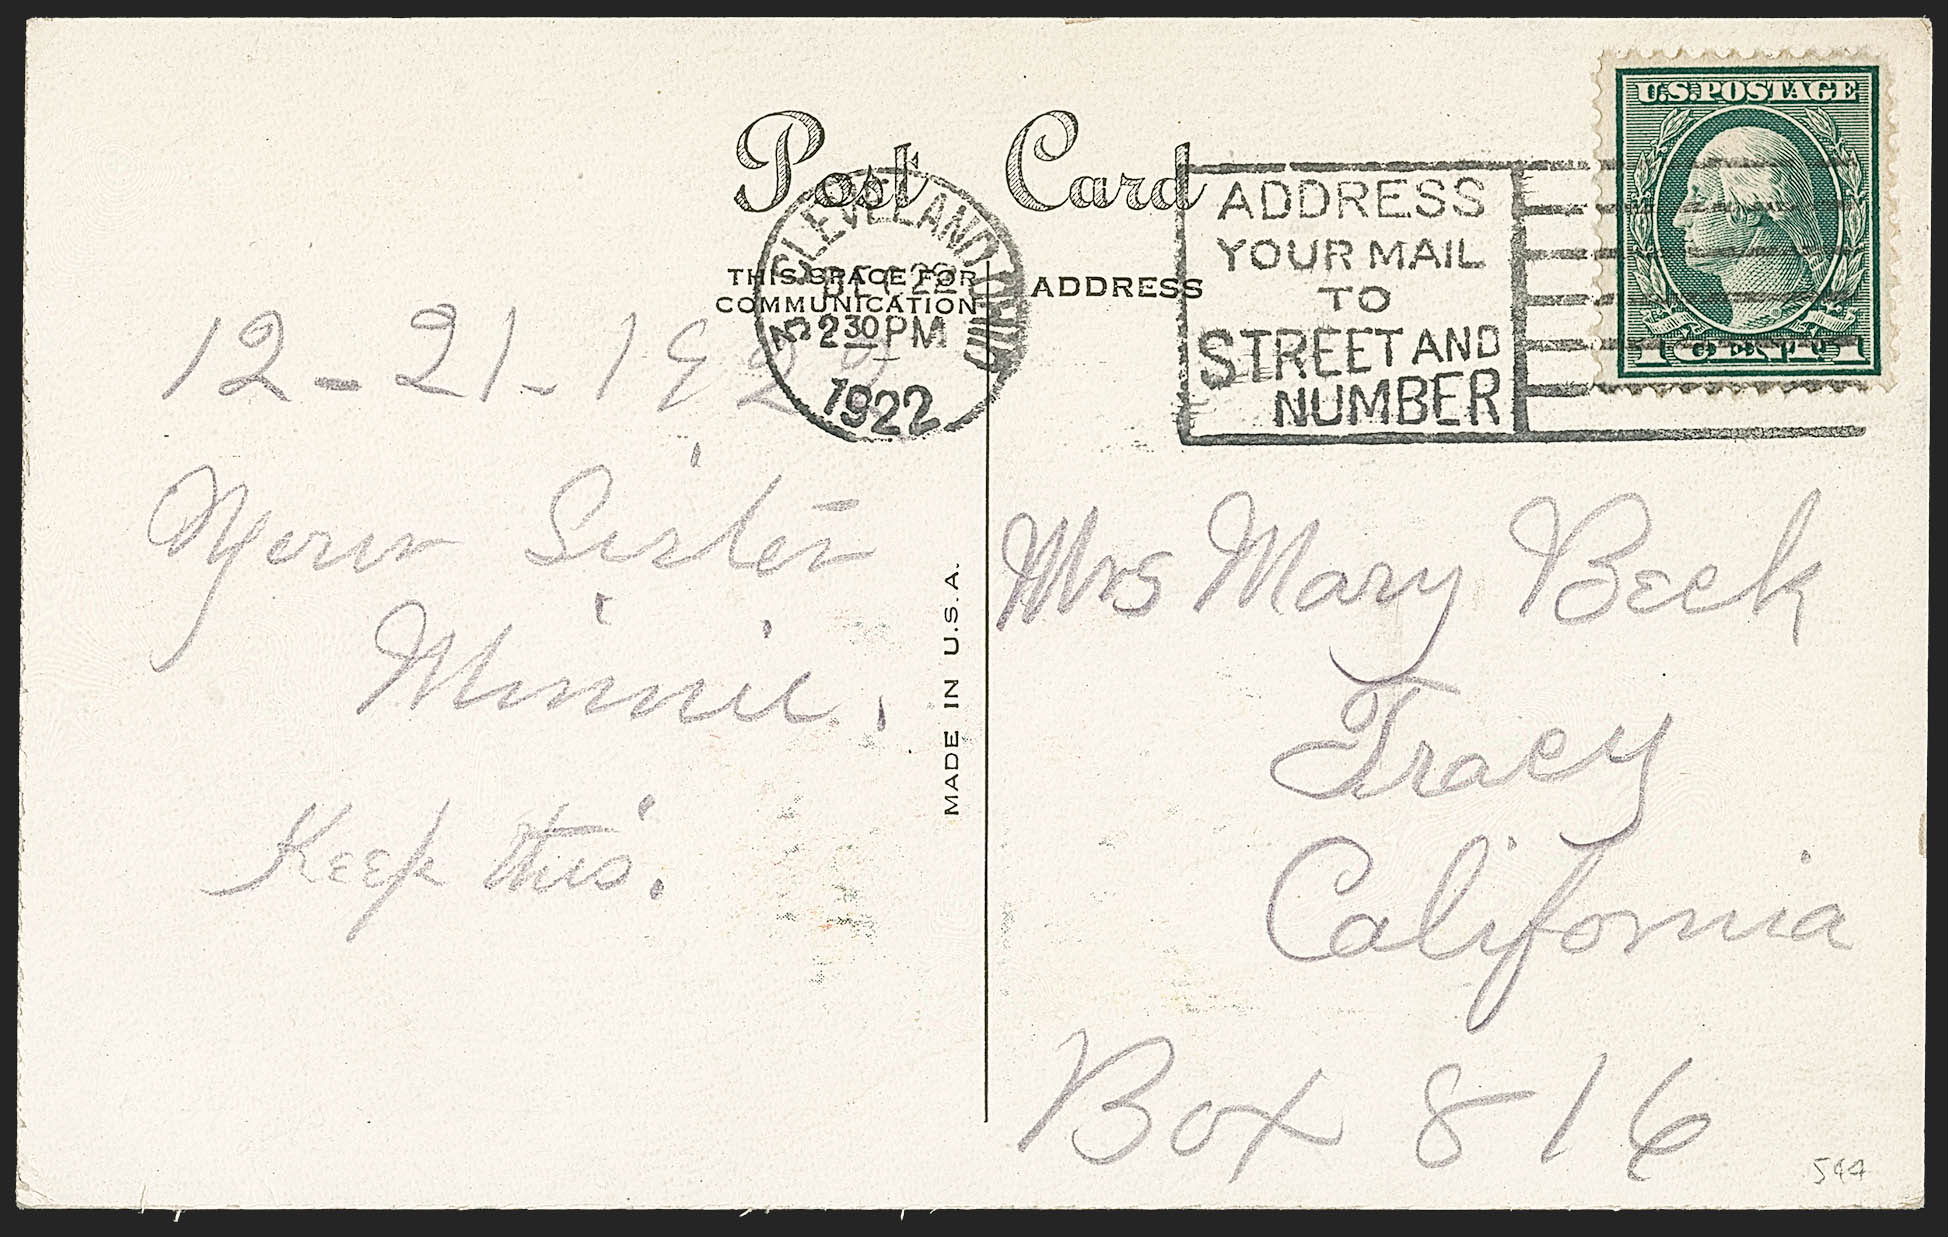 Post Card
CLEVELAND, OHIO
DEC 22
2 30 PM
1922
ADDRESS
YOUR MAIL
TO
STREET AND
NUMBER
U.S. POSTAGE
1 CENT 1
THIS SPACE FOR
COMMUNICATION
ADDRESS
12-21-1922
Your Sister
Minnie,
Keep this.
MADE IN U.S.A.
Mrs Mary Beck
Tracy
California
Box 816
544